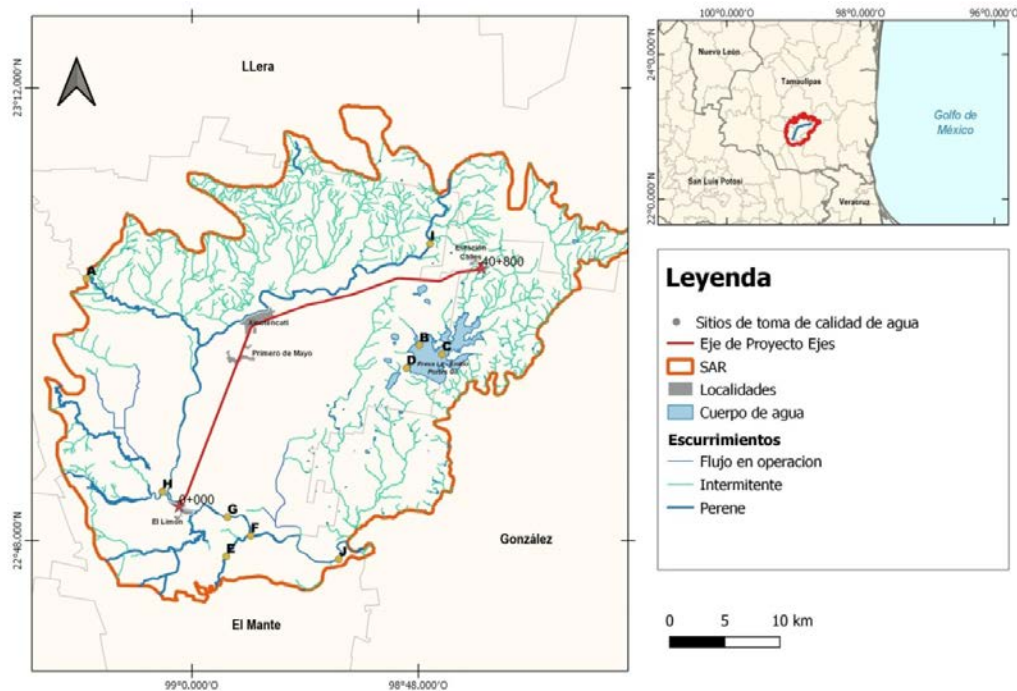 LLera
A
I
Estación
Calles
40+800
Xicoténcatl
Primero de Mayo
B
C
D
H
0+000
El Limón
G
F
E
J
González
El Mante
23°12.000'N
22°48.000'N
99°0.000'O
98°48.000'O
100°0.000'O
98°0.000'O
96°0.000'O
24°0.000'N
22°0.000'N
Nuevo León
Tamaulipas
Golfo de
México
San Luis Potosí
Veracruz
Leyenda
Sitios de toma de calidad de agua
Eje de Proyecto Ejes
SAR
Localidades
Cuerpo de agua
Escurrimientos
Flujo en operacion
Intermitente
Perene
0 5 10 km